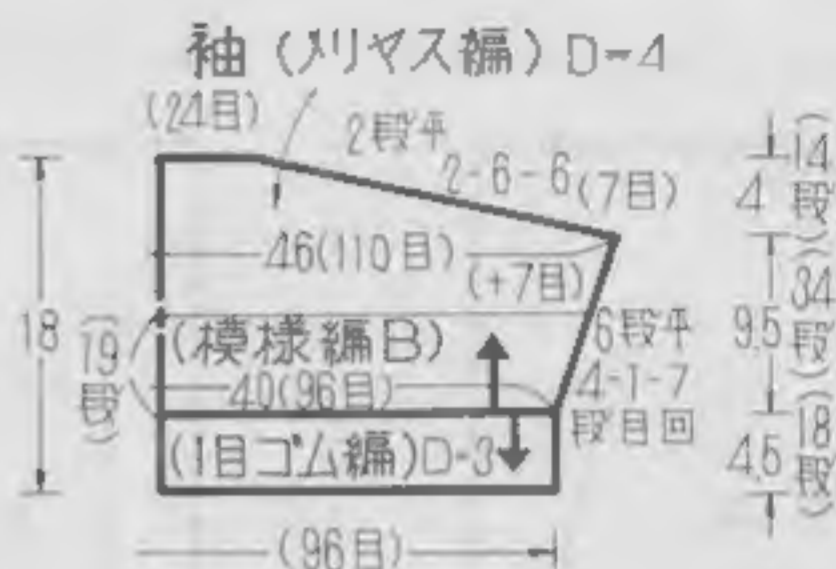 袖(メリヤス編)D-4
(24目)
2段平
2-6-6(7目)
4(14段)
46(110目)
(+7目)
18
(19段)
(模様編B)
6段平
4-1-7
段目回
9.5(34段)
40(96目)
(1目ゴム編)D-3
4.5(18段)
(96目)